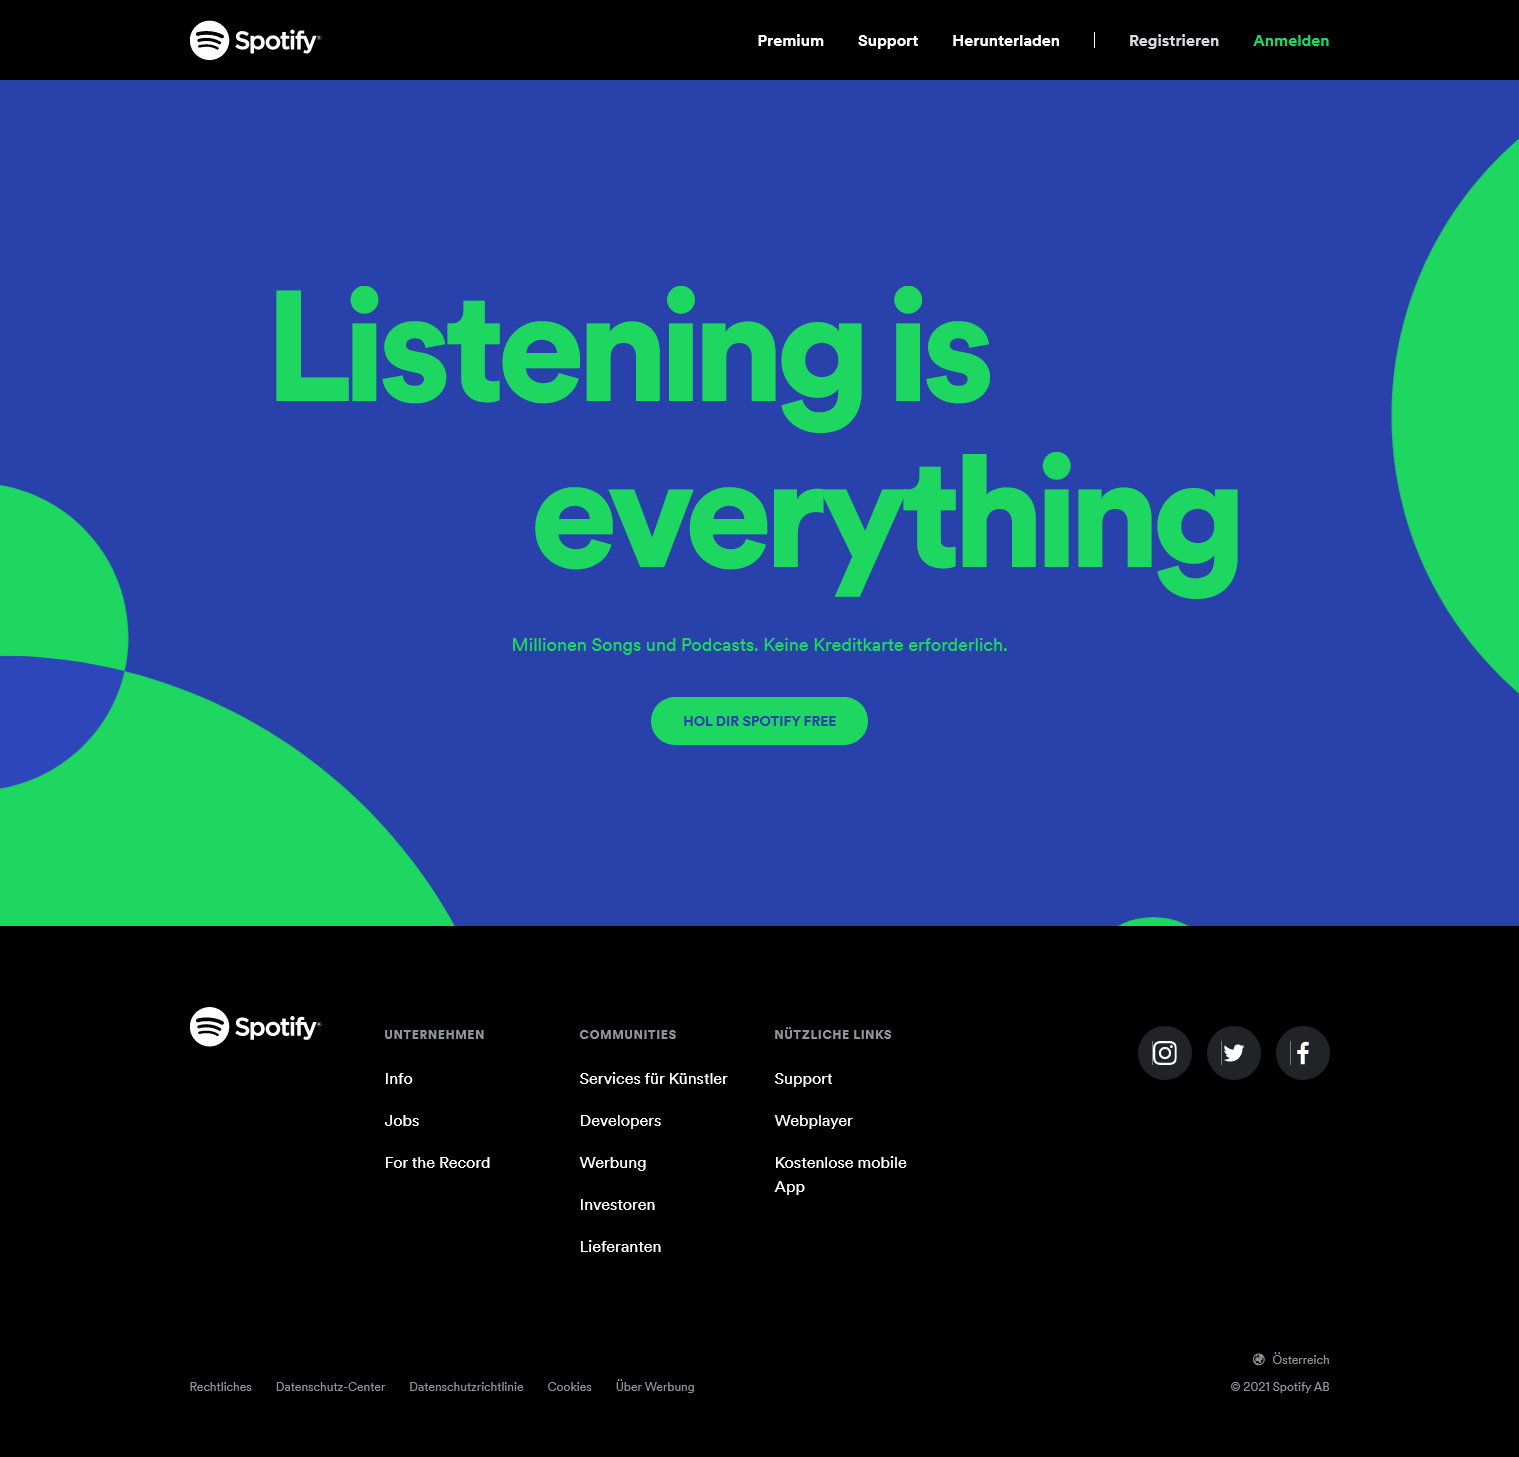 Spotify®
Premium
Support
Herunterladen
Registrieren
Anmelden
Listening is
everything
Millionen Songs und Podcasts. Keine Kreditkarte erforderlich.
HOL DIR SPOTIFY FREE
Spotify®
UNTERNEHMEN
Info
Jobs
For the Record
COMMUNITIES
Services für Künstler
Developers
Werbung
Investoren
Lieferanten
NÜTZLICHE LINKS
Support
Webplayer
Kostenlose mobile
App
Österreich
Rechtliches
Datenschutz-Center
Datenschutzrichtlinie
Cookies
Über Werbung
© 2021 Spotify AB